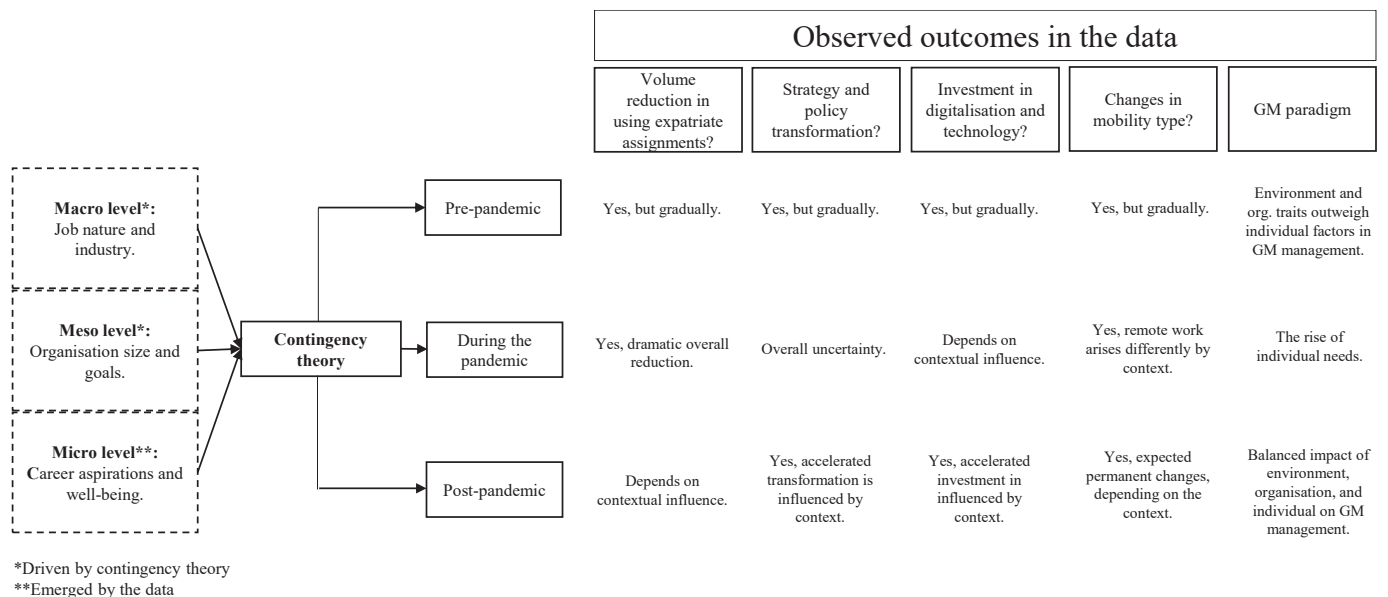 Observed outcomes in the data
Volume
reduction in
using expatriate
assignments?
Strategy and
policy
transformation?
Investment in
digitalisation and
technology?
Changes in
mobility type?
GM paradigm
Macro level*:
Job nature and
industry.
Meso level*:
Organisation size and
goals.
Micro level**:
Career aspirations and
well-being.
Contingency
theory
Pre-pandemic
Yes, but gradually.
Yes, but gradually.
Yes, but gradually.
Yes, but gradually.
Environment and
org. traits outweigh
individual factors in
GM management.
During the
pandemic
Yes, dramatic overall
reduction.
Overall uncertainty.
Depends on
contextual influence.
Yes, remote work
arises differently by
context.
The rise of
individual needs.
Post-pandemic
Depends on
contextual influence.
Yes, accelerated
transformation is
influenced by
context.
Yes, accelerated
investment in
influenced by
context.
Yes, expected
permanent changes,
depending on the
context.
Balanced impact of
environment,
organisation, and
individual on GM
management.
*Driven by contingency theory
**Emerged by the data